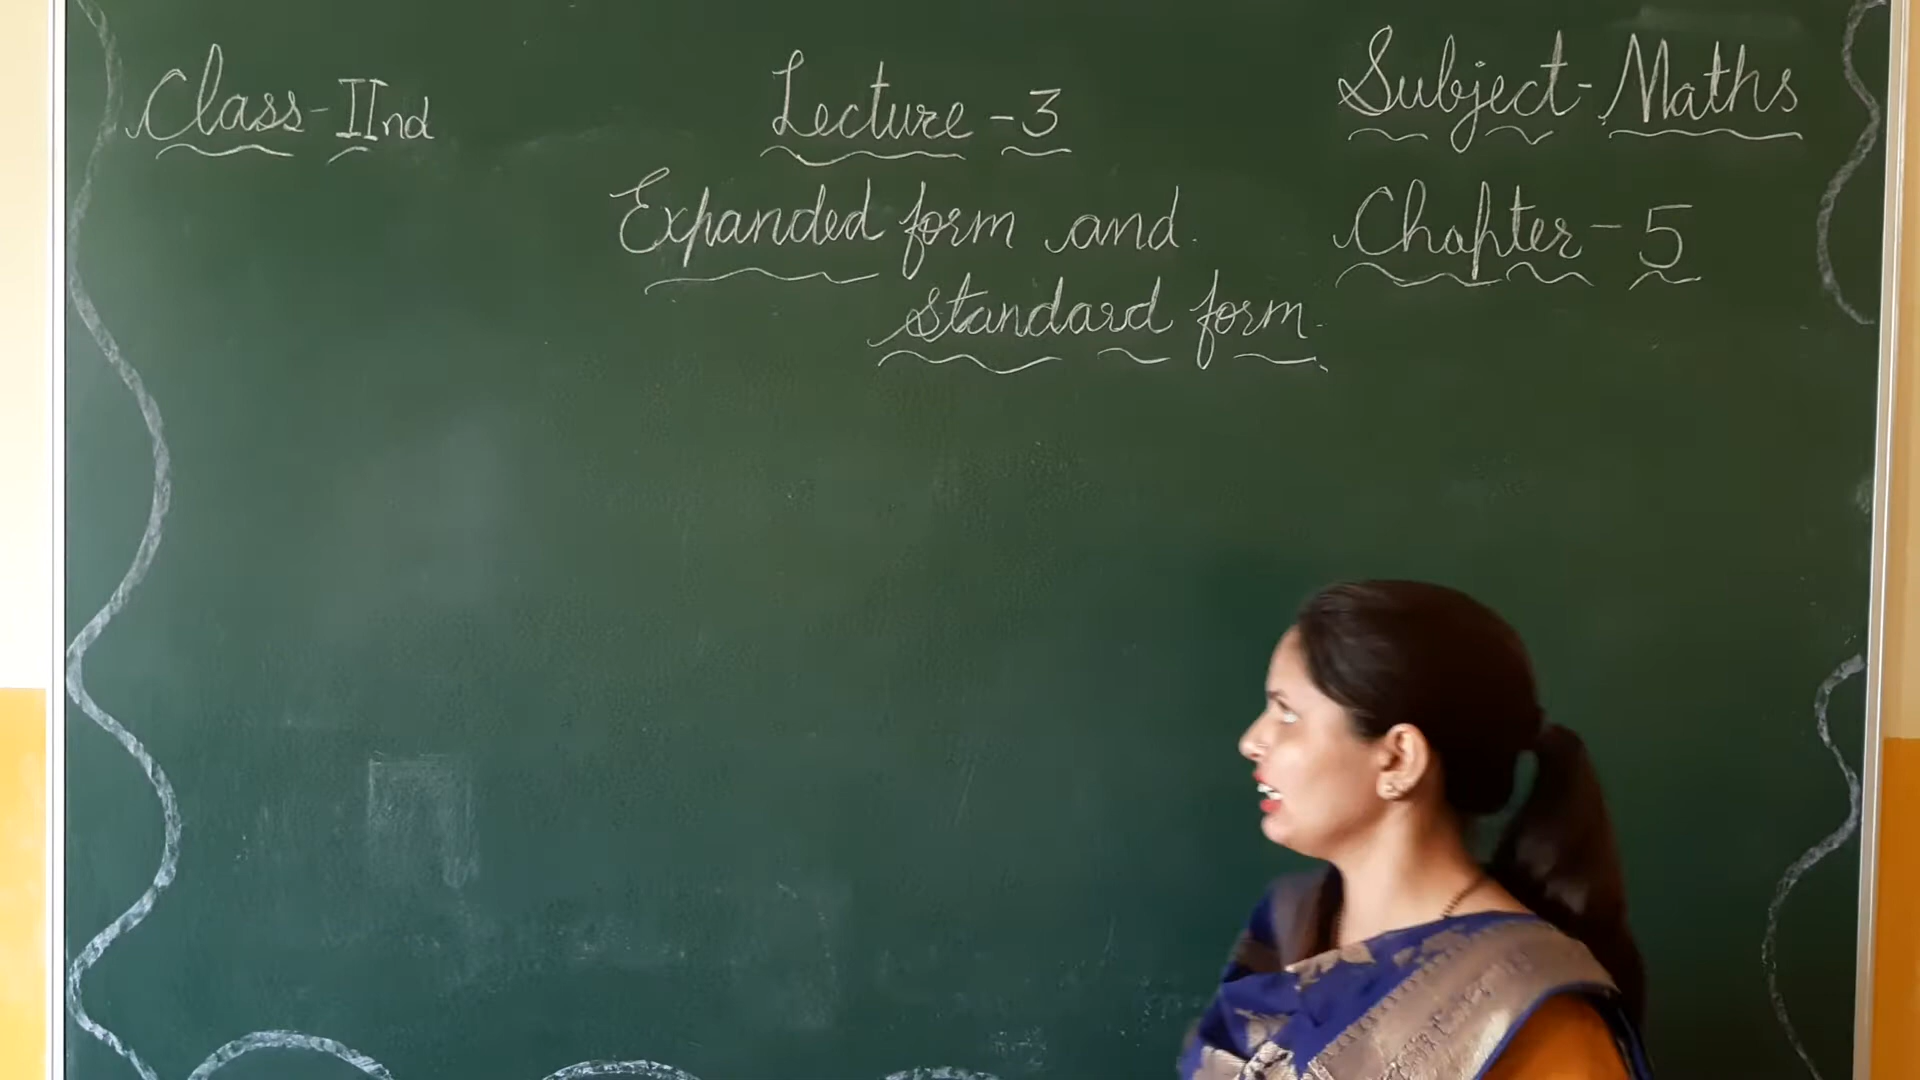 Class-IInd
Lecture-3
Subject-Maths
Expanded form and
standard form.
Chapter-5